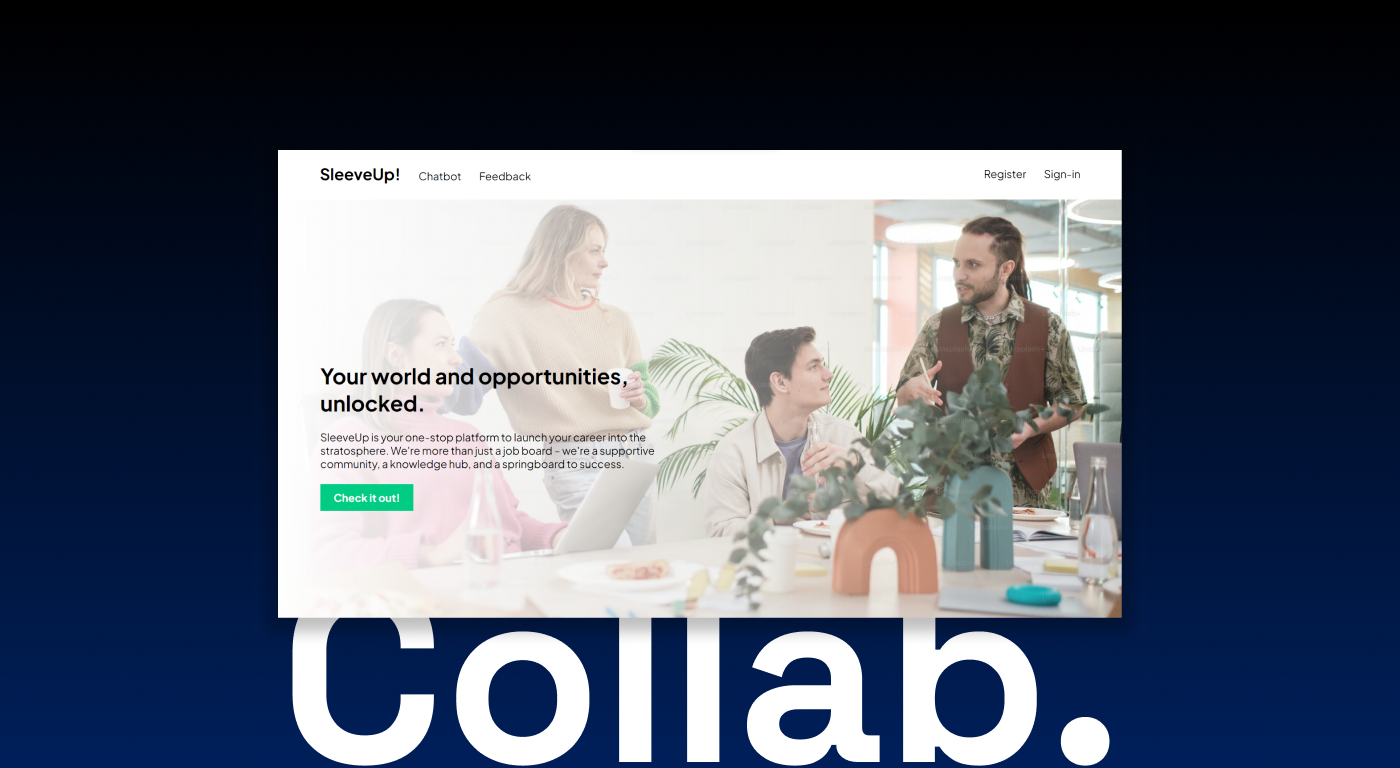 SleeveUp! Chatbot Feedback Register Sign-in
Your world and opportunities,
unlocked.
SleeveUp is your one-stop platform to launch your career into the
stratosphere. We're more than just a job board - we're a supportive
community, a knowledge hub, and a springboard to success.
Check it out!
Collab.